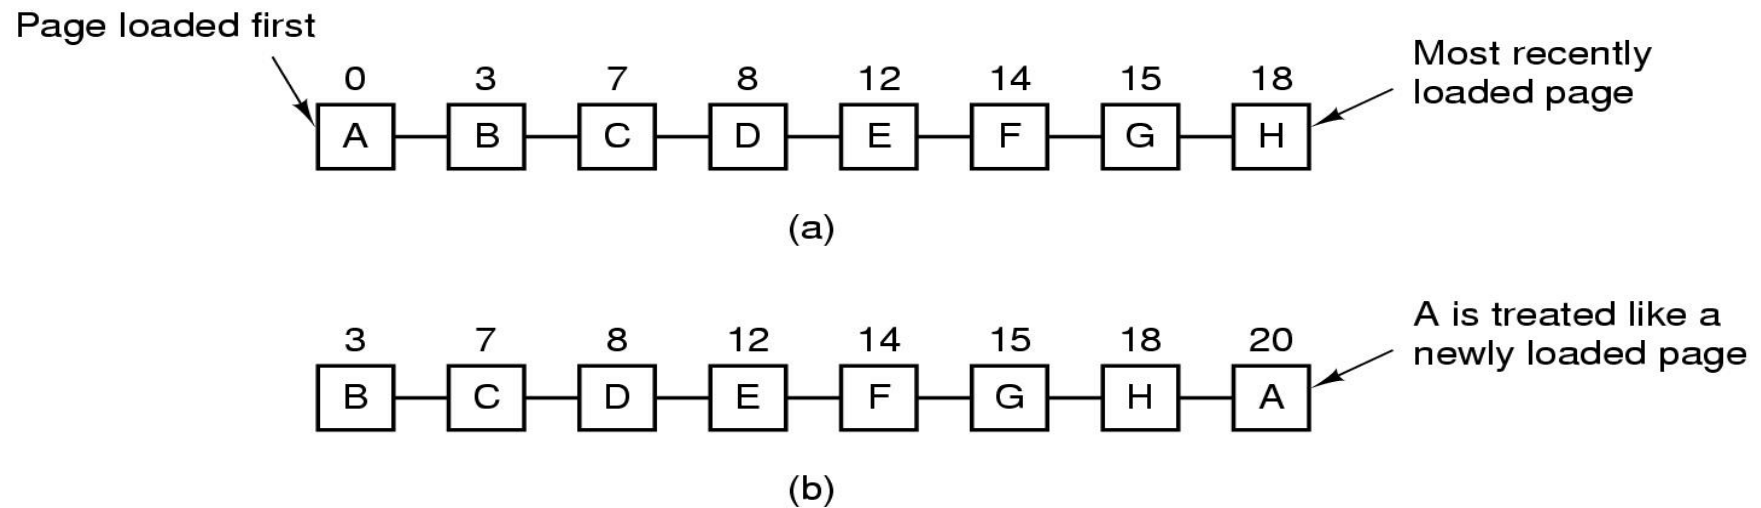 Page loaded first
Most recently
loaded page
0 3 7 8 12 14 15 18
A B C D E F G H
(a)
A is treated like a
newly loaded page
3 7 8 12 14 15 18 20
B C D E F G H A
(b)